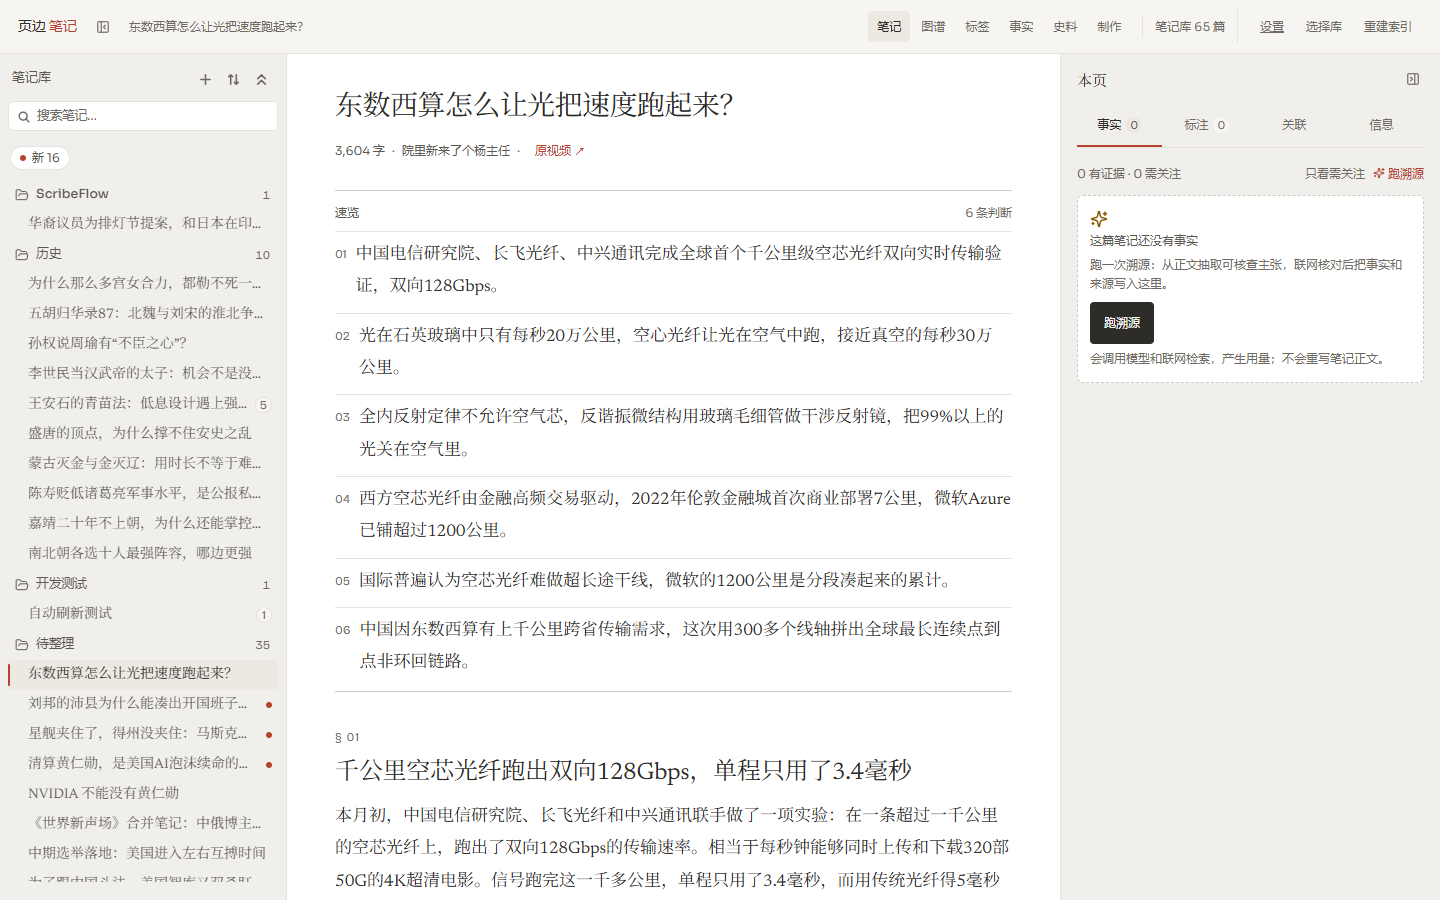 页边 笔记
东数西算怎么让光把速度跑起来？
笔记 图谱 标签 事实 史料 制作 笔记库 65 篇 设置 选择库 重建索引
笔记库
搜索笔记...
新 16
ScribeFlow 1
华裔议员为排灯节提案，和日本在印...
历史 10
为什么那么多宫女合力，都勒不死一...
五胡归华录87：北魏与刘宋的淮北争...
孙权说周瑜有“不臣之心”？
李世民当汉武帝的太子：机会不是没...
王安石的青苗法：低息设计遇上强... 5
盛唐的顶点，为什么撑不住安史之乱
蒙古灭金与金灭辽：用时长不等于难...
陈寿贬低诸葛亮军事水平，是公报私...
嘉靖二十年不上朝，为什么还能掌控...
南北朝各选十人最强阵容，哪边更强
开发测试 1
自动刷新测试 1
待整理 35
东数西算怎么让光把速度跑起来？
刘邦的沛县为什么能凑出开国班子...
星舰夹住了，得州没夹住：马斯克...
清算黄仁勋，是美国AI泡沫续命的...
NVIDIA 不能没有黄仁勋
《世界新声场》合并笔记：中俄博主...
中期选举落地：美国进入左右互搏时间
东数西算怎么让光把速度跑起来？
3,604 字 · 院里新来了个杨主任 · 原视频 ↗
速览 6 条判断
01 中国电信研究院、长飞光纤、中兴通讯完成全球首个千公里级空芯光纤双向实时传输验
证，双向128Gbps。
02 光在石英玻璃中只有每秒20万公里，空心光纤让光在空气中跑，接近真空的每秒30万
公里。
03 全内反射定律不允许空气芯，反谐振微结构用玻璃毛细管做干涉反射镜，把99%以上的
光关在空气里。
04 西方空芯光纤由金融高频交易驱动，2022年伦敦金融城首次商业部署7公里，微软Azure
已铺超过1200公里。
05 国际普遍认为空芯光纤难做超长途干线，微软的1200公里是分段凑起来的累计。
06 中国因东数西算有上千公里跨省传输需求，这次用300多个线轴拼出全球最长连续点到
点非环回链路。
§ 01
千公里空芯光纤跑出双向128Gbps，单程只用了3.4毫秒
本月初，中国电信研究院、长飞光纤和中兴通讯联手做了一项实验：在一条超过一千公里
的空芯光纤上，跑出了双向128Gbps的传输速率。相当于每秒钟能够同时上传和下载320部
50G的4K超清电影。信号跑完这一千多公里，单程只用了3.4毫秒，而用传统光纤得5毫秒
本页
事实 0 标注 0 关联 信息
0 有证据 · 0 需关注 只看需关注 跑溯源
这篇笔记还没有事实
跑一次溯源：从正文抽取可核查主张，联网核对后把事实和
来源写入这里。
跑溯源
会调用模型和联网检索，产生用量；不会重写笔记正文。